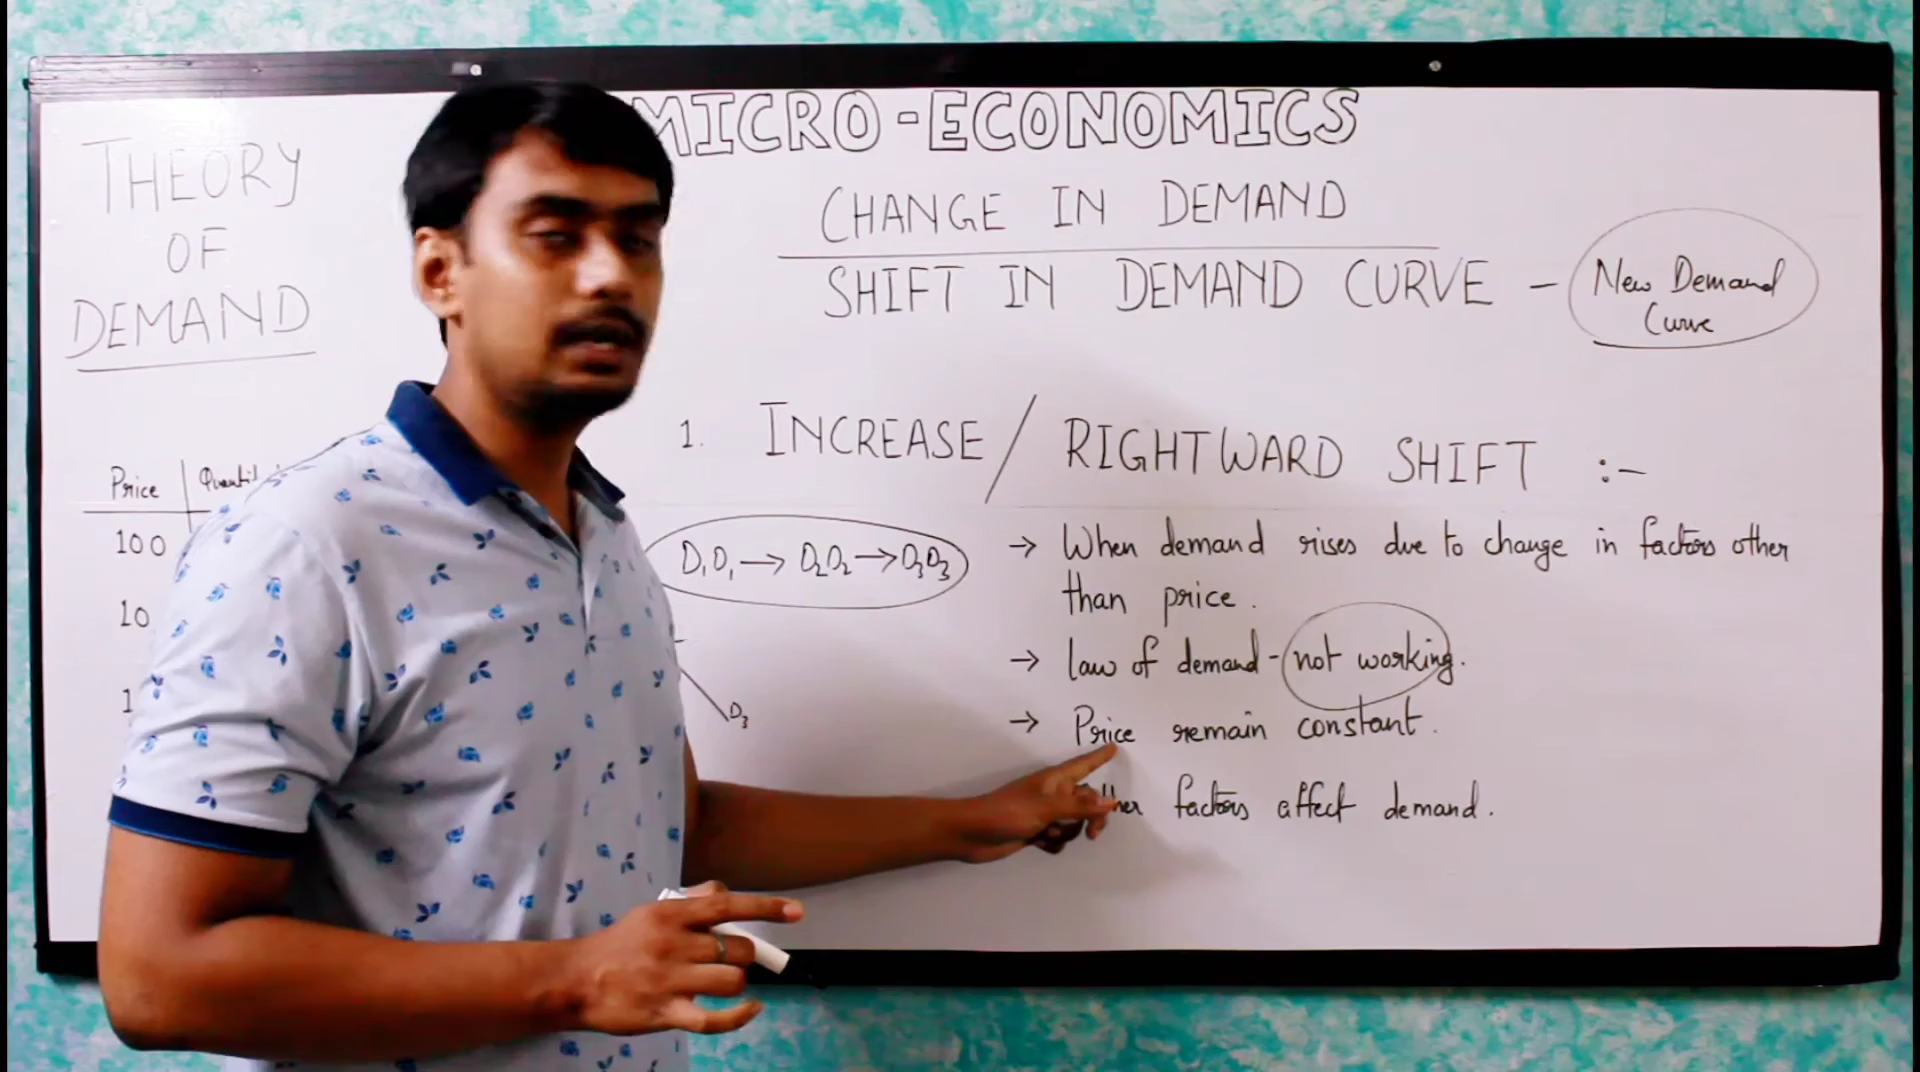 MICRO-ECONOMICS
THEORY
OF
DEMAND
CHANGE IN DEMAND
SHIFT IN DEMAND CURVE - New Demand
Curve
1. INCREASE / RIGHTWARD SHIFT :-
Price
100
10
1
D₁D₁ → D₂D₂ → D₃D₃
D₃
→ When demand rises due to change in factors other
than price.
→ law of demand - not working.
→ Price remain constant.
factors affect demand.